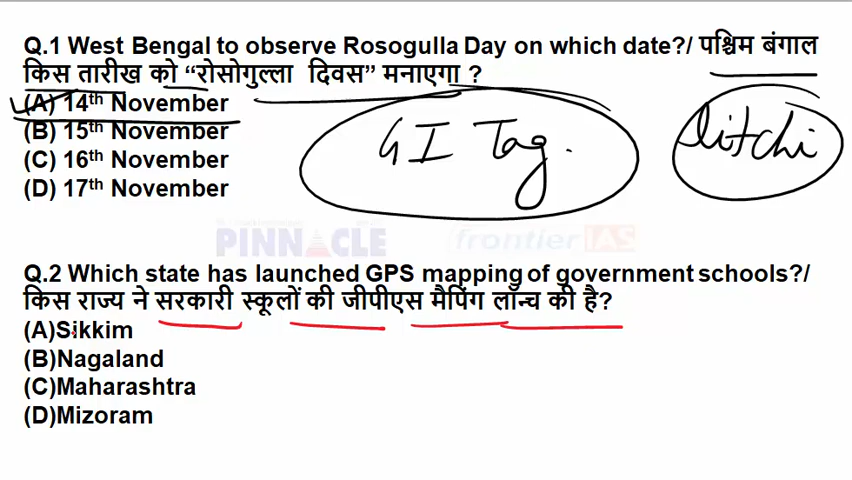 Q.1 West Bengal to observe Rosogulla Day on which date?/ पश्चिम बंगाल
किस तारीख को “रोसोगुल्ला दिवस” मनाएगा ?
(A) 14th November
(B) 15th November
(C) 16th November
(D) 17th November
GI Tag.
litchi
PINNACLE frontier IAS
Q.2 Which state has launched GPS mapping of government schools?/
किस राज्य ने सरकारी स्कूलों की जीपीएस मैपिंग लॉन्च की है?
(A)Sikkim
(B)Nagaland
(C)Maharashtra
(D)Mizoram